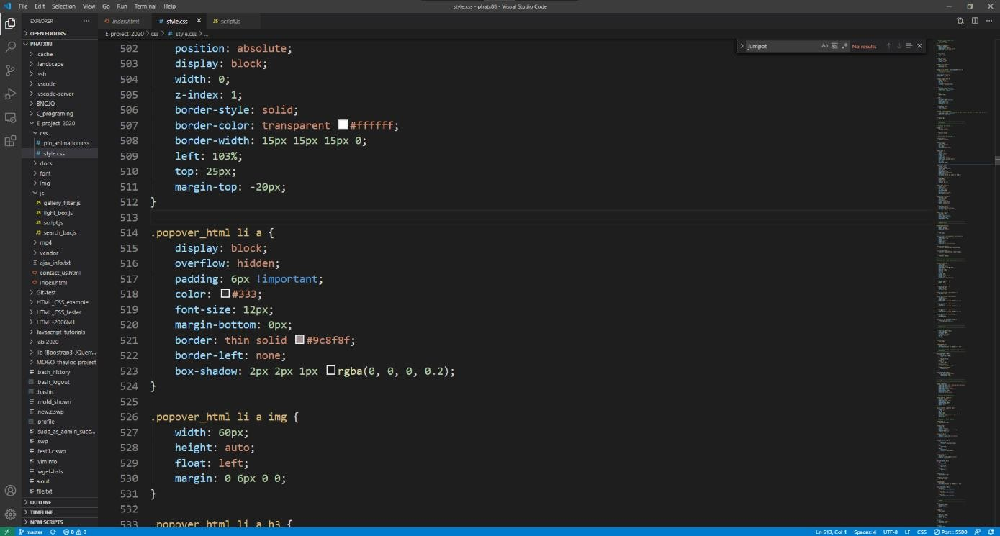 File Edit Selection View Go Run Terminal Help
style.css - phatx88 - Visual Studio Code
EXPLORER
OPEN EDITORS
PHATX88
.cache
.landscape
.ssh
.vscode
.vscode-server
BNGJQ
C_programing
E-project-2020
css
# pin_animation.css
# style.css
docs
font
img
js
JS gallery_filter.js
JS light_box.js
JS script.js
JS search_bar.js
mp4
vendor
ajax_info.txt
<> contact_us.html
<> index.html
Git-test
HTML_CSS_example
HTML_CSS_tester
HTML-2006M1
Javascript_tutorials
lab 2020
lib (Boostrap3-JQuerr...
MOGO-thayloc-project
.bash_history
.bash_logout
.bashrc
.motd_shown
.new.c.swp
.profile
.sudo_as_admin_succ...
.swp
.test1.c.swp
.viminfo
.wget-hsts
a.out
file.txt
OUTLINE
TIMELINE
NPM SCRIPTS
<> index.html # style.css JS script.js
E-project-2020 > css > # style.css > ...
jumpot Aa No results
502 position: absolute;
503 display: block;
504 width: 0;
505 z-index: 1;
506 border-style: solid;
507 border-color: transparent #ffffff;
508 border-width: 15px 15px 15px 0;
509 left: 103%;
510 top: 25px;
511 margin-top: -20px;
512 }
513
514 .popover_html li a {
515 display: block;
516 overflow: hidden;
517 padding: 6px !important;
518 color: #333;
519 font-size: 12px;
520 margin-bottom: 0px;
521 border: thin solid #9c8f8f;
522 border-left: none;
523 box-shadow: 2px 2px 1px rgba(0, 0, 0, 0.2);
524 }
525
526 .popover_html li a img {
527 width: 60px;
528 height: auto;
529 float: left;
530 margin: 0 6px 0 0;
531 }
532
533 .popover_html li a h3 {
master 0 0
Ln 513, Col 1 Spaces: 4 UTF-8 LF CSS Port : 5500